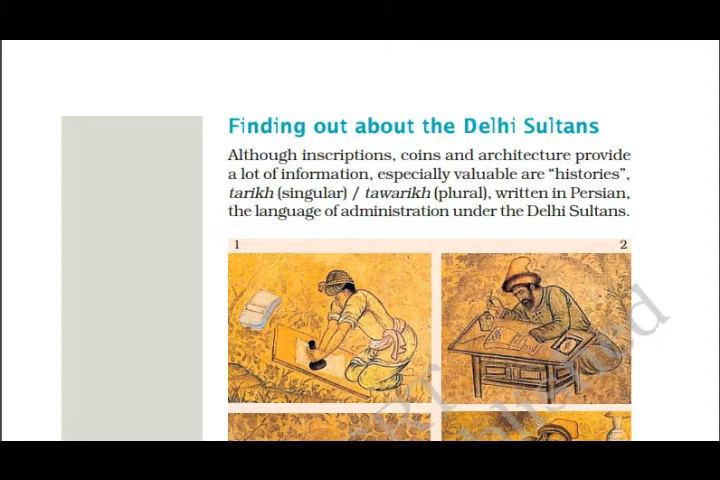 Finding out about the Delhi Sultans
Although inscriptions, coins and architecture provide
a lot of information, especially valuable are “histories”,
tarikh (singular) / tawarikh (plural), written in Persian,
the language of administration under the Delhi Sultans.
1 2